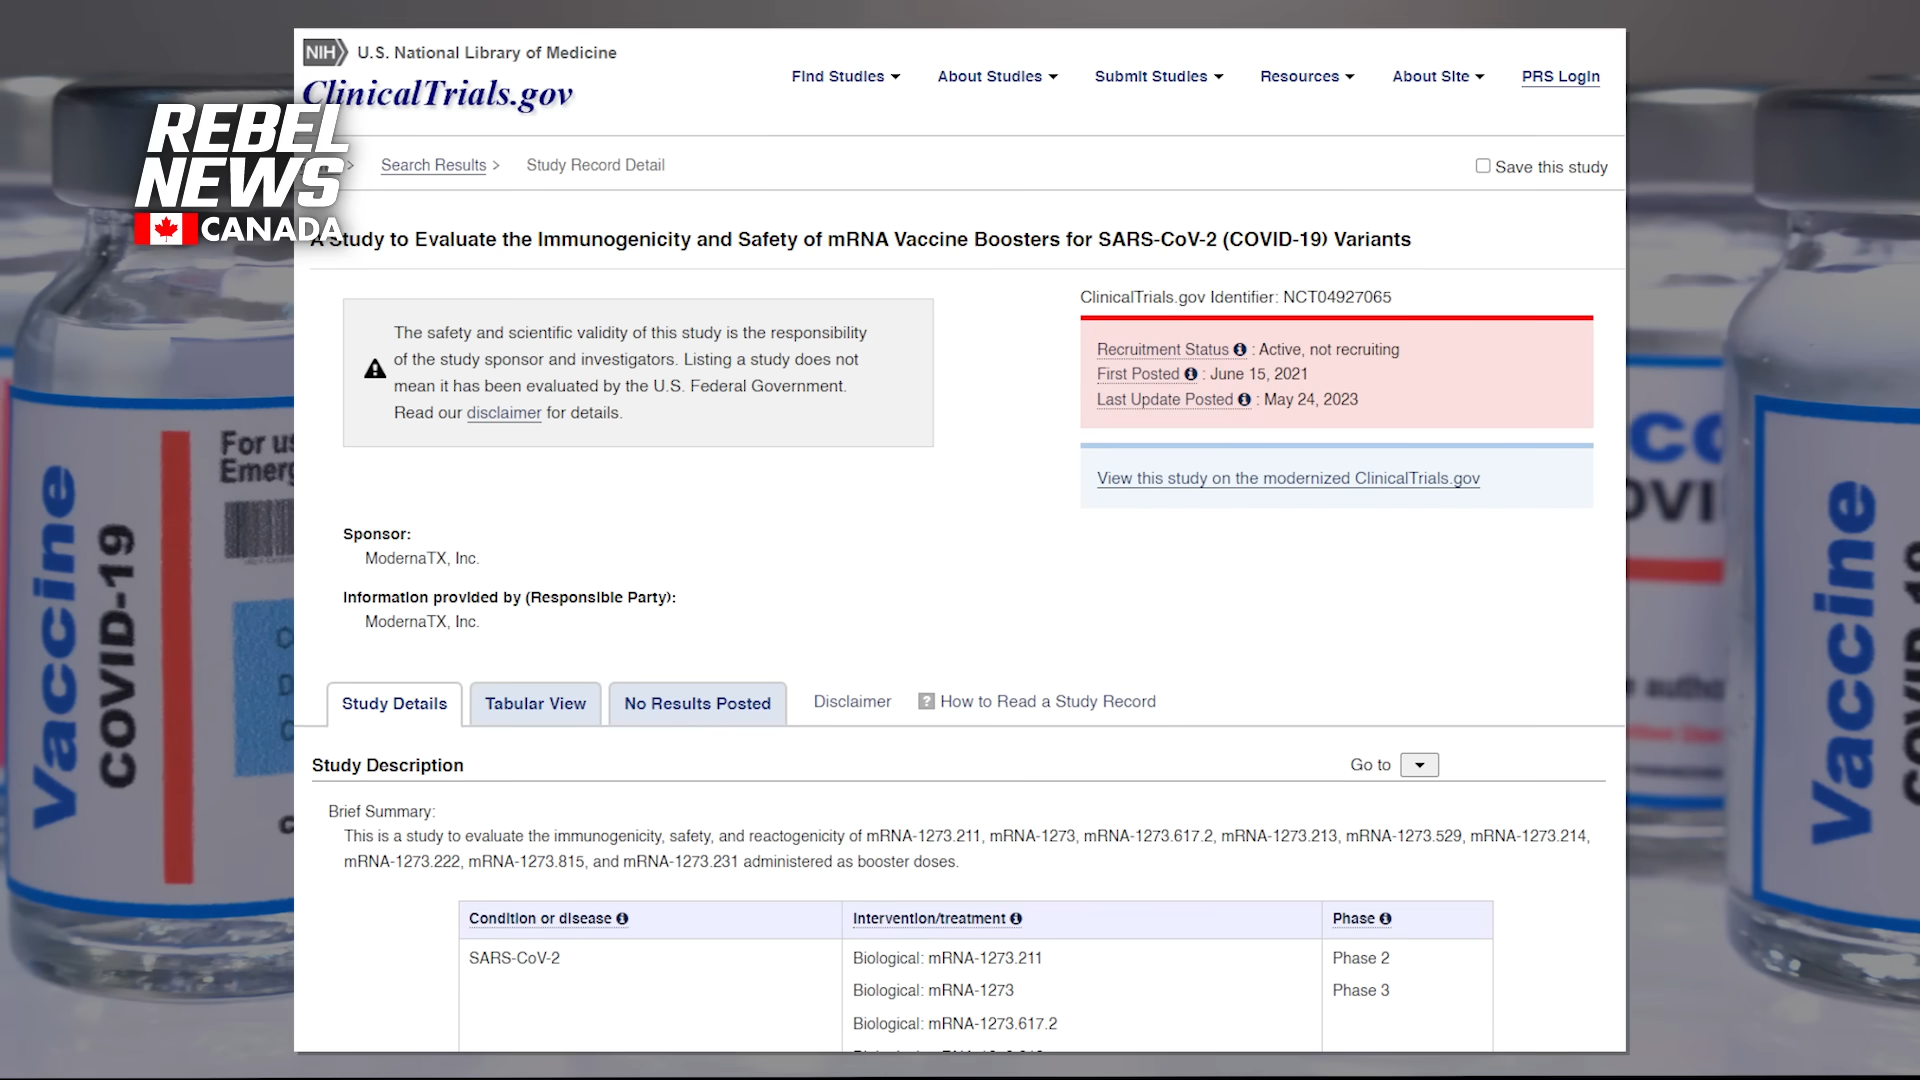 NIH U.S. National Library of Medicine
ClinicalTrials.gov
Find Studies
About Studies
Submit Studies
Resources
About Site
PRS Login
REBEL
NEWS
CANADA
> Search Results > Study Record Detail
Save this study
A Study to Evaluate the Immunogenicity and Safety of mRNA Vaccine Boosters for SARS-CoV-2 (COVID-19) Variants
The safety and scientific validity of this study is the responsibility
of the study sponsor and investigators. Listing a study does not
mean it has been evaluated by the U.S. Federal Government.
Read our disclaimer for details.
ClinicalTrials.gov Identifier: NCT04927065
Recruitment Status : Active, not recruiting
First Posted : June 15, 2021
Last Update Posted : May 24, 2023
View this study on the modernized ClinicalTrials.gov
Sponsor:
ModernaTX, Inc.
Information provided by (Responsible Party):
ModernaTX, Inc.
Study Details
Tabular View
No Results Posted
Disclaimer
? How to Read a Study Record
Study Description
Go to
Brief Summary:
This is a study to evaluate the immunogenicity, safety, and reactogenicity of mRNA-1273.211, mRNA-1273, mRNA-1273.617.2, mRNA-1273.213, mRNA-1273.529, mRNA-1273.214,
mRNA-1273.222, mRNA-1273.815, and mRNA-1273.231 administered as booster doses.
Condition or disease
Intervention/treatment
Phase
SARS-CoV-2
Biological: mRNA-1273.211
Biological: mRNA-1273
Biological: mRNA-1273.617.2
Phase 2
Phase 3
Vaccine
COVID-19
For us
Emerg
Vaccine